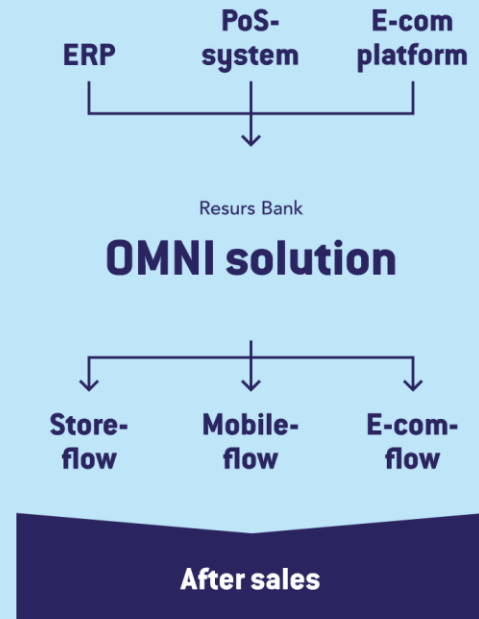 ERP
PoS-
system
E-com
platform
Resurs Bank
OMNI solution
Store-
flow
Mobile-
flow
E-com-
flow
After sales